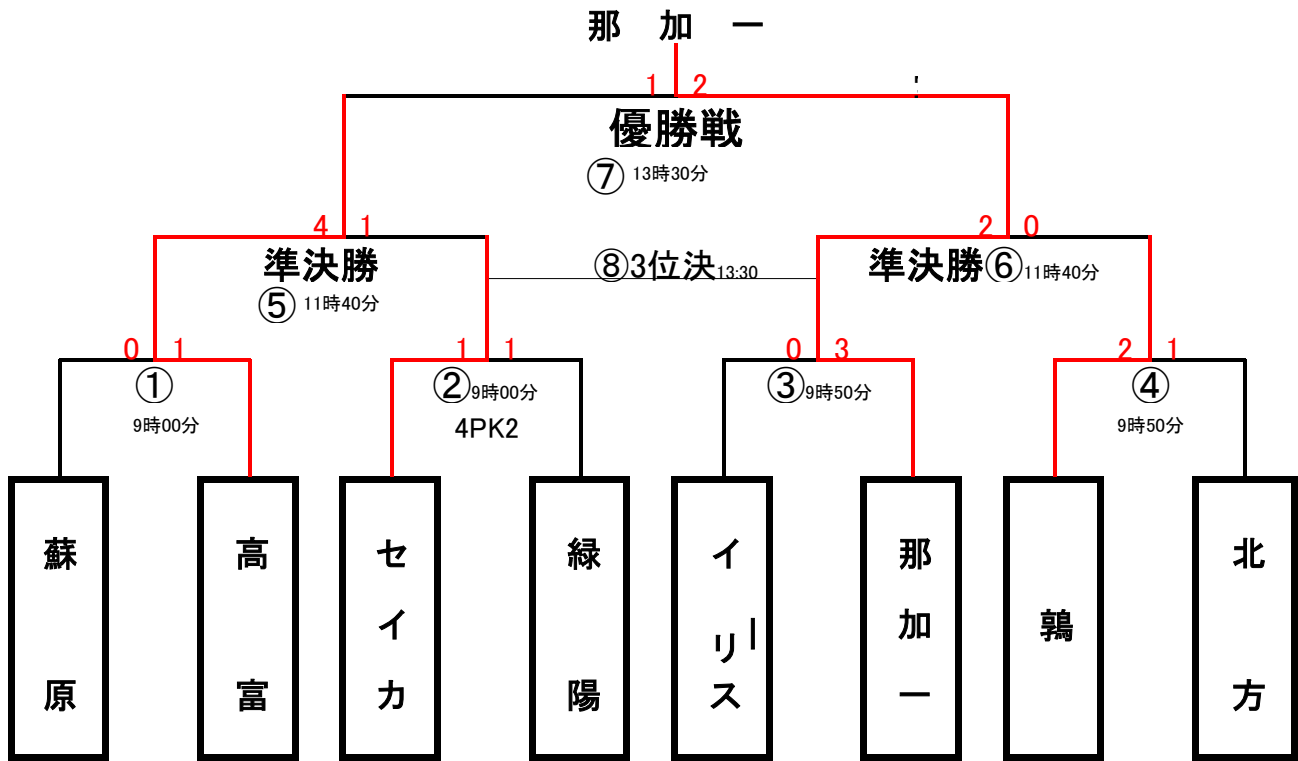 那加一
1 2
優勝戦
⑦ 13時30分
4 1
2 0
準決勝
⑤ 11時40分
⑧3位決13:30
準決勝⑥11時40分
0 1
1 1
0 3
2 1
①
9時00分
②9時00分
4PK2
③9時50分
④
9時50分
蘇原
高富
セイカ
緑陽
イリス
那加一
鶉
北方